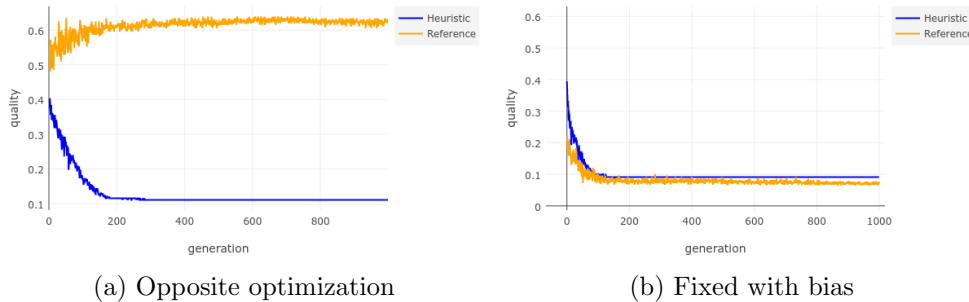 0.6
0.5
0.4
0.3
0.2
0.1
quality
0
200
400
600
800
generation
Heuristic
Reference
(a) Opposite optimization
0.6
0.5
0.4
0.3
0.2
0.1
0
quality
0
200
400
600
800
1000
generation
Heuristic
Reference
(b) Fixed with bias